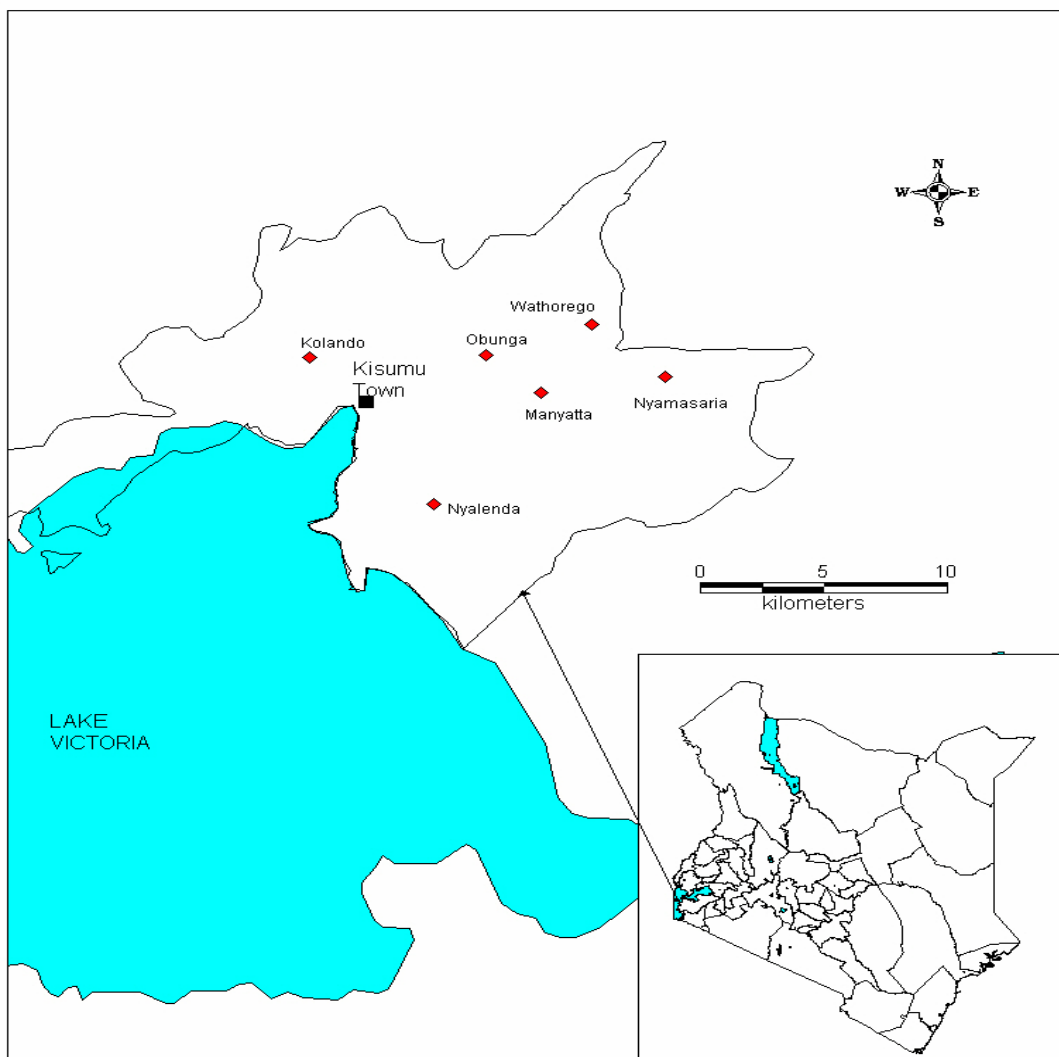 N
W E
S
Wathorego
Kolando
Obunga
Kisumu
Town
Nyamasaria
Manyatta
Nyalenda
0 5 10
kilometers
LAKE
VICTORIA